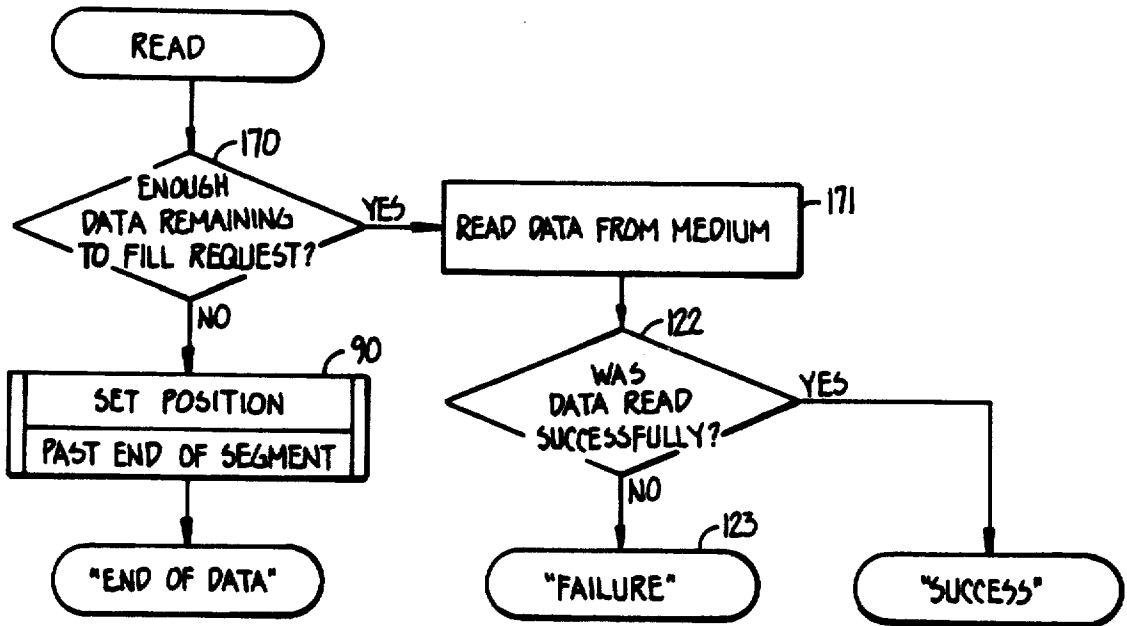 READ
170
ENOUGH
DATA REMAINING
TO FILL REQUEST?
YES
NO
171
READ DATA FROM MEDIUM
122
WAS
DATA READ
SUCCESSFULLY?
YES
NO
90
SET POSITION
PAST END OF SEGMENT
"END OF DATA"
123
"FAILURE"
"SUCCESS"